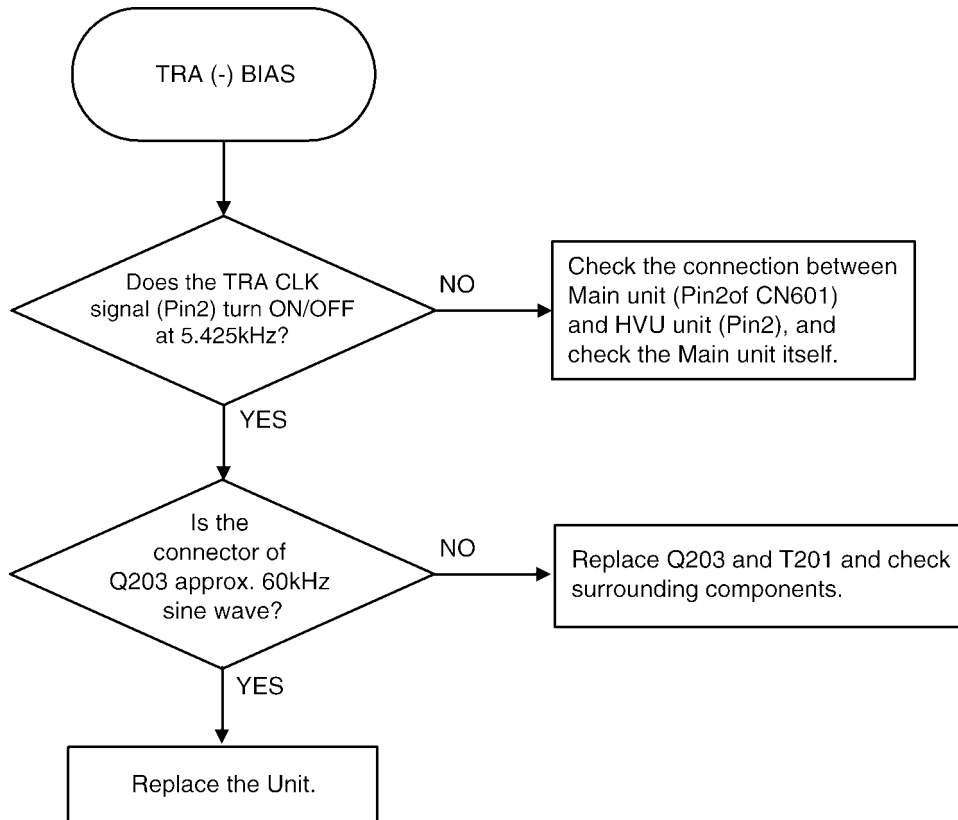 TRA (-) BIAS
Does the TRA CLK
signal (Pin2) turn ON/OFF
at 5.425kHz?
NO
Check the connection between
Main unit (Pin2of CN601)
and HVU unit (Pin2), and
check the Main unit itself.
YES
Is the
connector of
Q203 approx. 60kHz
sine wave?
NO
Replace Q203 and T201 and check
surrounding components.
YES
Replace the Unit.